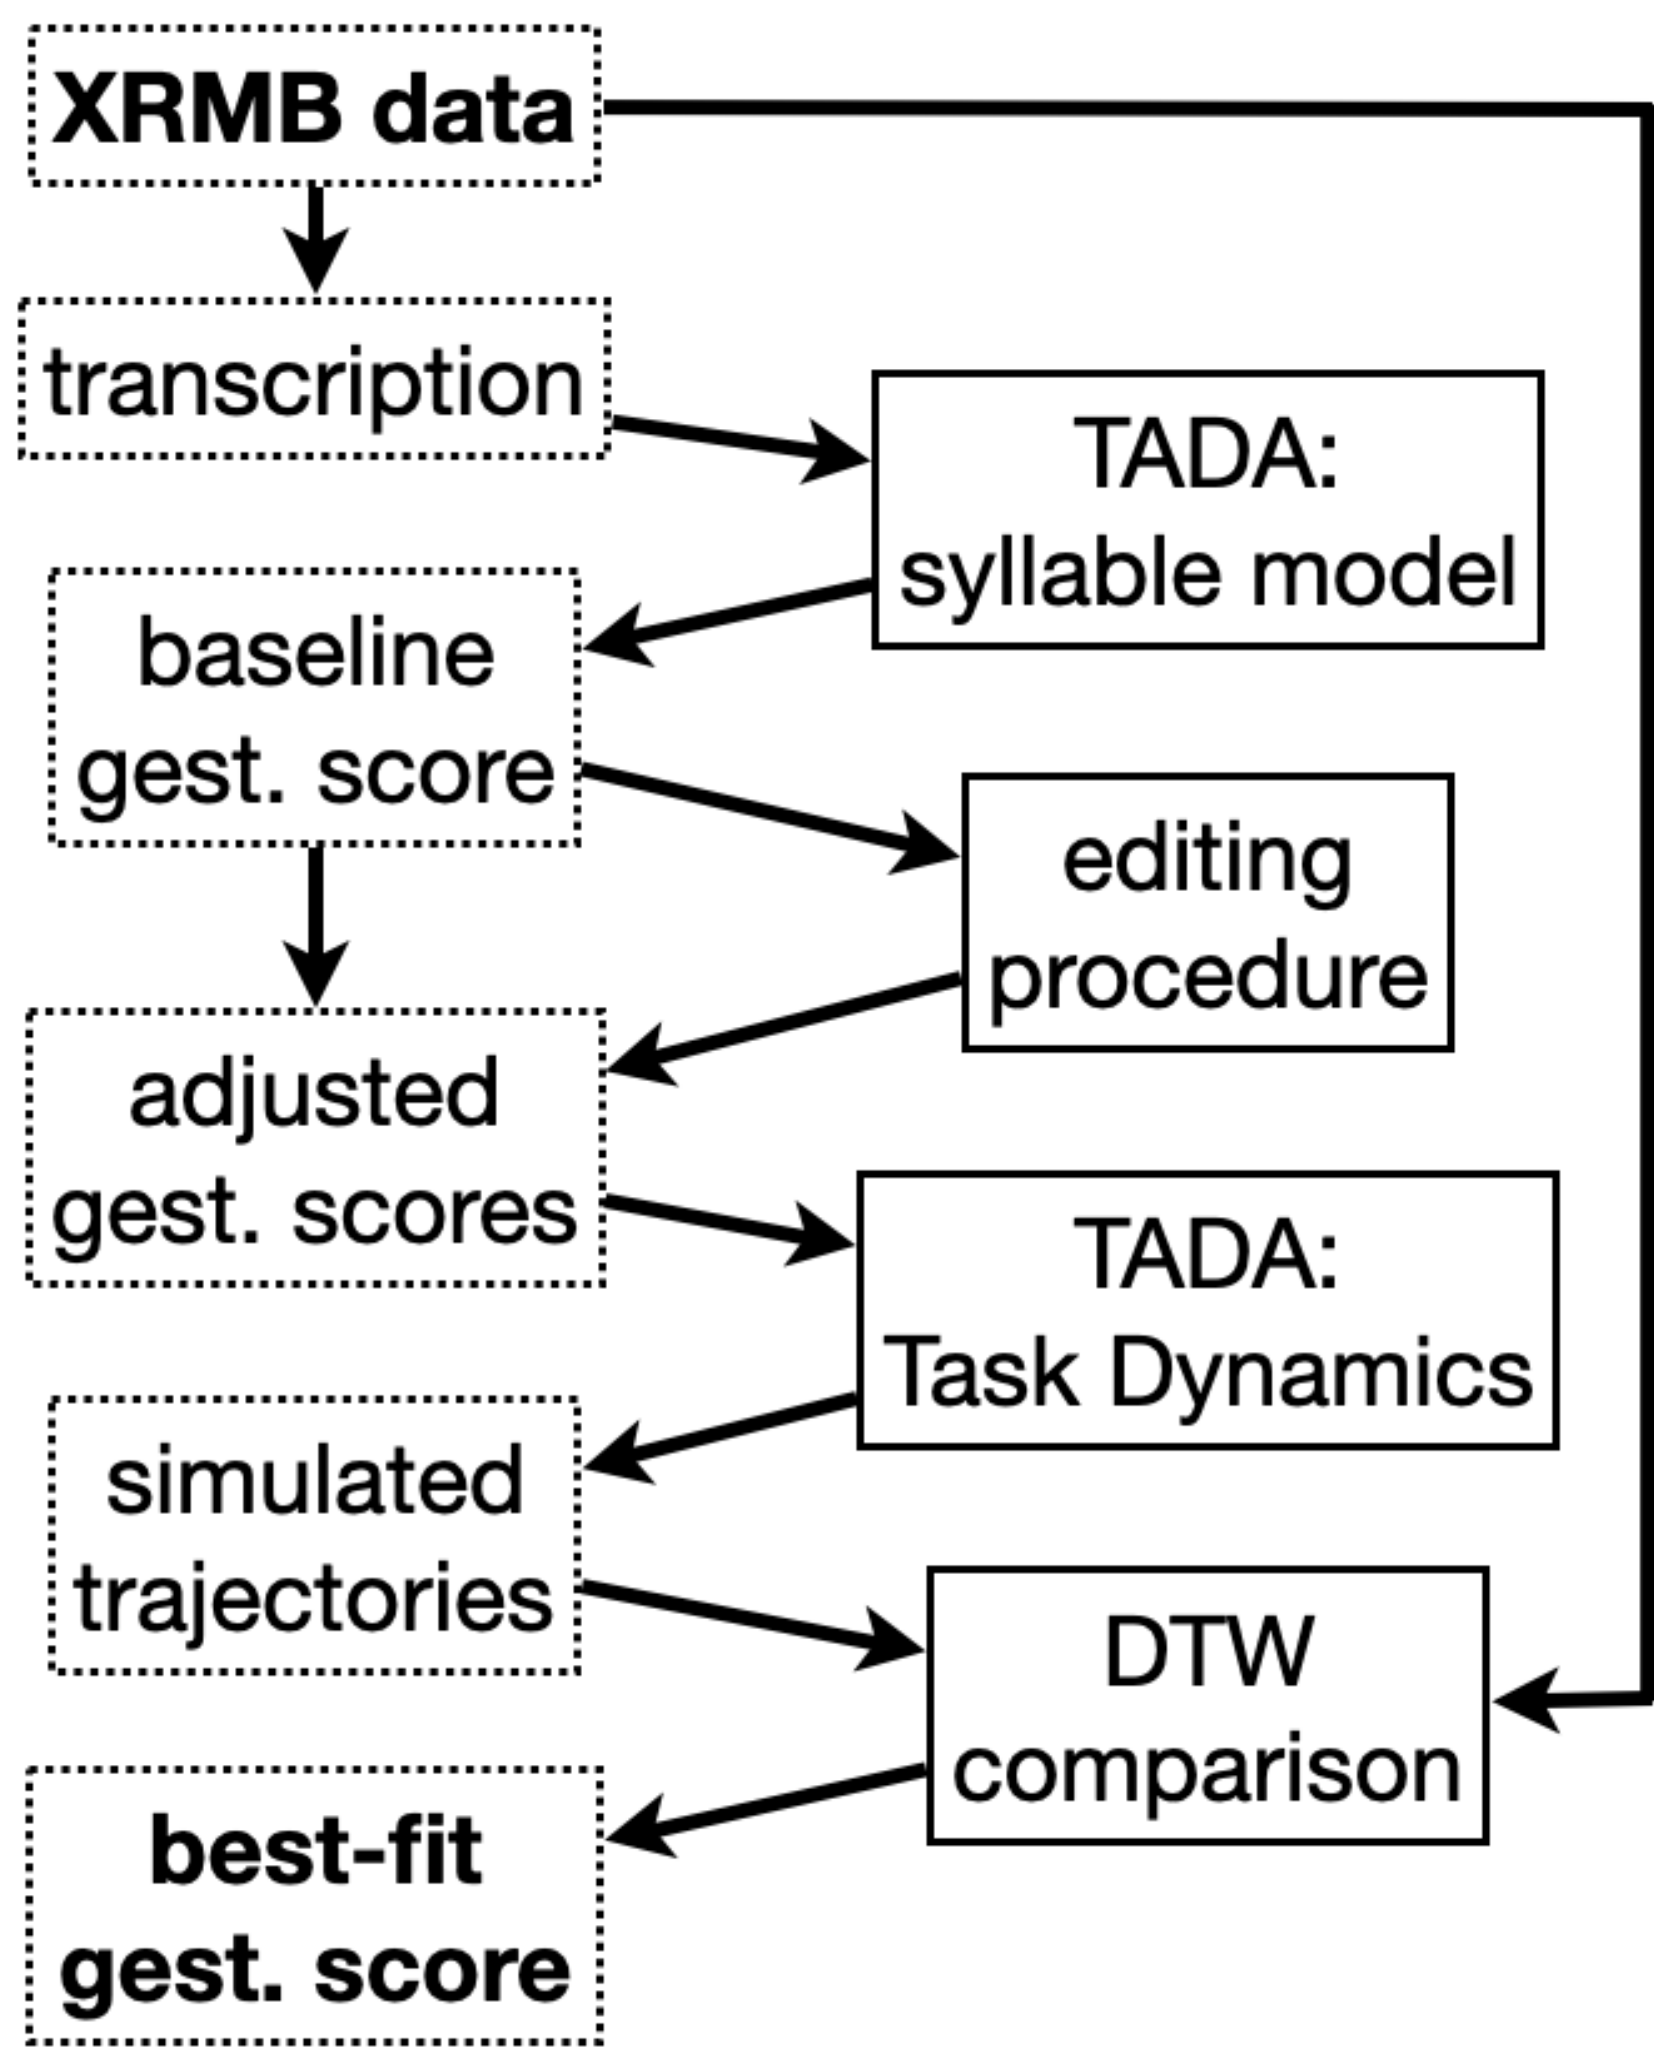 XRMB data
transcription
TADA:
syllable model
baseline
gest. score
editing
procedure
adjusted
gest. scores
TADA:
Task Dynamics
simulated
trajectories
DTW
comparison
best-fit
gest. score